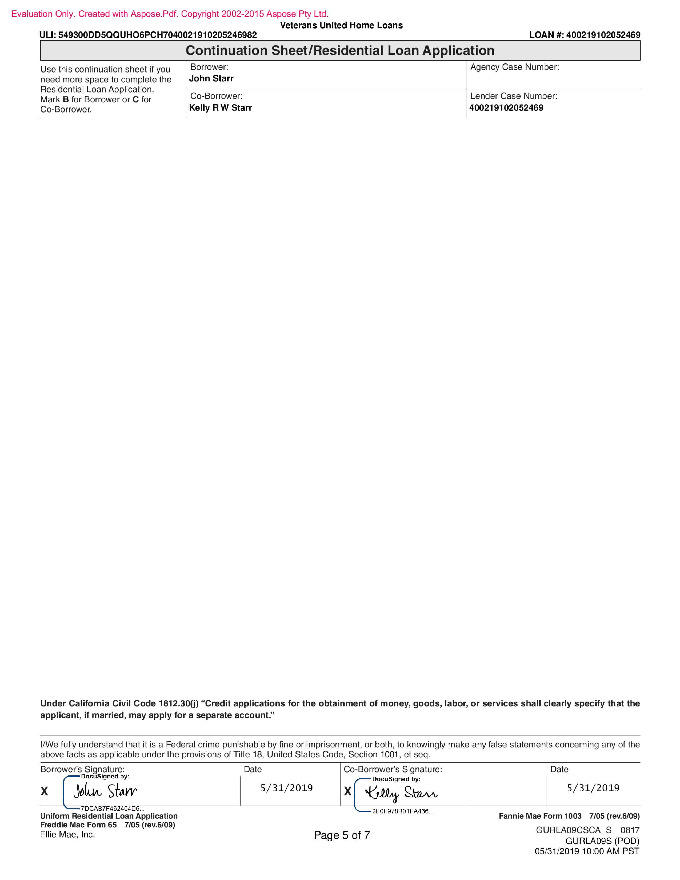 Evaluation Only. Created with Aspose.Pdf. Copyright 2002-2015 Aspose Pty Ltd.
Veterans United Home Loans
ULI: 549300DD5QQUHO6PCH7040021910205246982 LOAN #: 400219102052469
Continuation Sheet/Residential Loan Application
Use this continuation sheet if you
need more space to complete the
Residential Loan Application.
Mark B for Borrower or C for
Co-Borrower.
Borrower:
John Starr
Agency Case Number:
Co-Borrower:
Kelly R W Starr
Lender Case Number:
400219102052469
Under California Civil Code 1812.30(j) "Credit applications for the obtainment of money, goods, labor, or services shall clearly specify that the
applicant, if married, may apply for a separate account."
I/We fully understand that it is a Federal crime punishable by fine or imprisonment, or both, to knowingly make any false statements concerning any of the
above facts as applicable under the provisions of Title 18, United States Code, Section 1001, et seq.
Borrower's Signature: Date Co-Borrower's Signature: Date
DocuSigned by: DocuSigned by:
X John Starr 5/31/2019 X Kelly Starr 5/31/2019
Uniform Residential Loan Application
Freddie Mac Form 65 7/05 (rev.6/09)
Ellie Mae, Inc.
Page 5 of 7
Fannie Mae Form 1003 7/05 (rev.6/09)
GURLA09CSCA_S 0817
GURLA09S (POD)
05/31/2019 10:00 AM PST